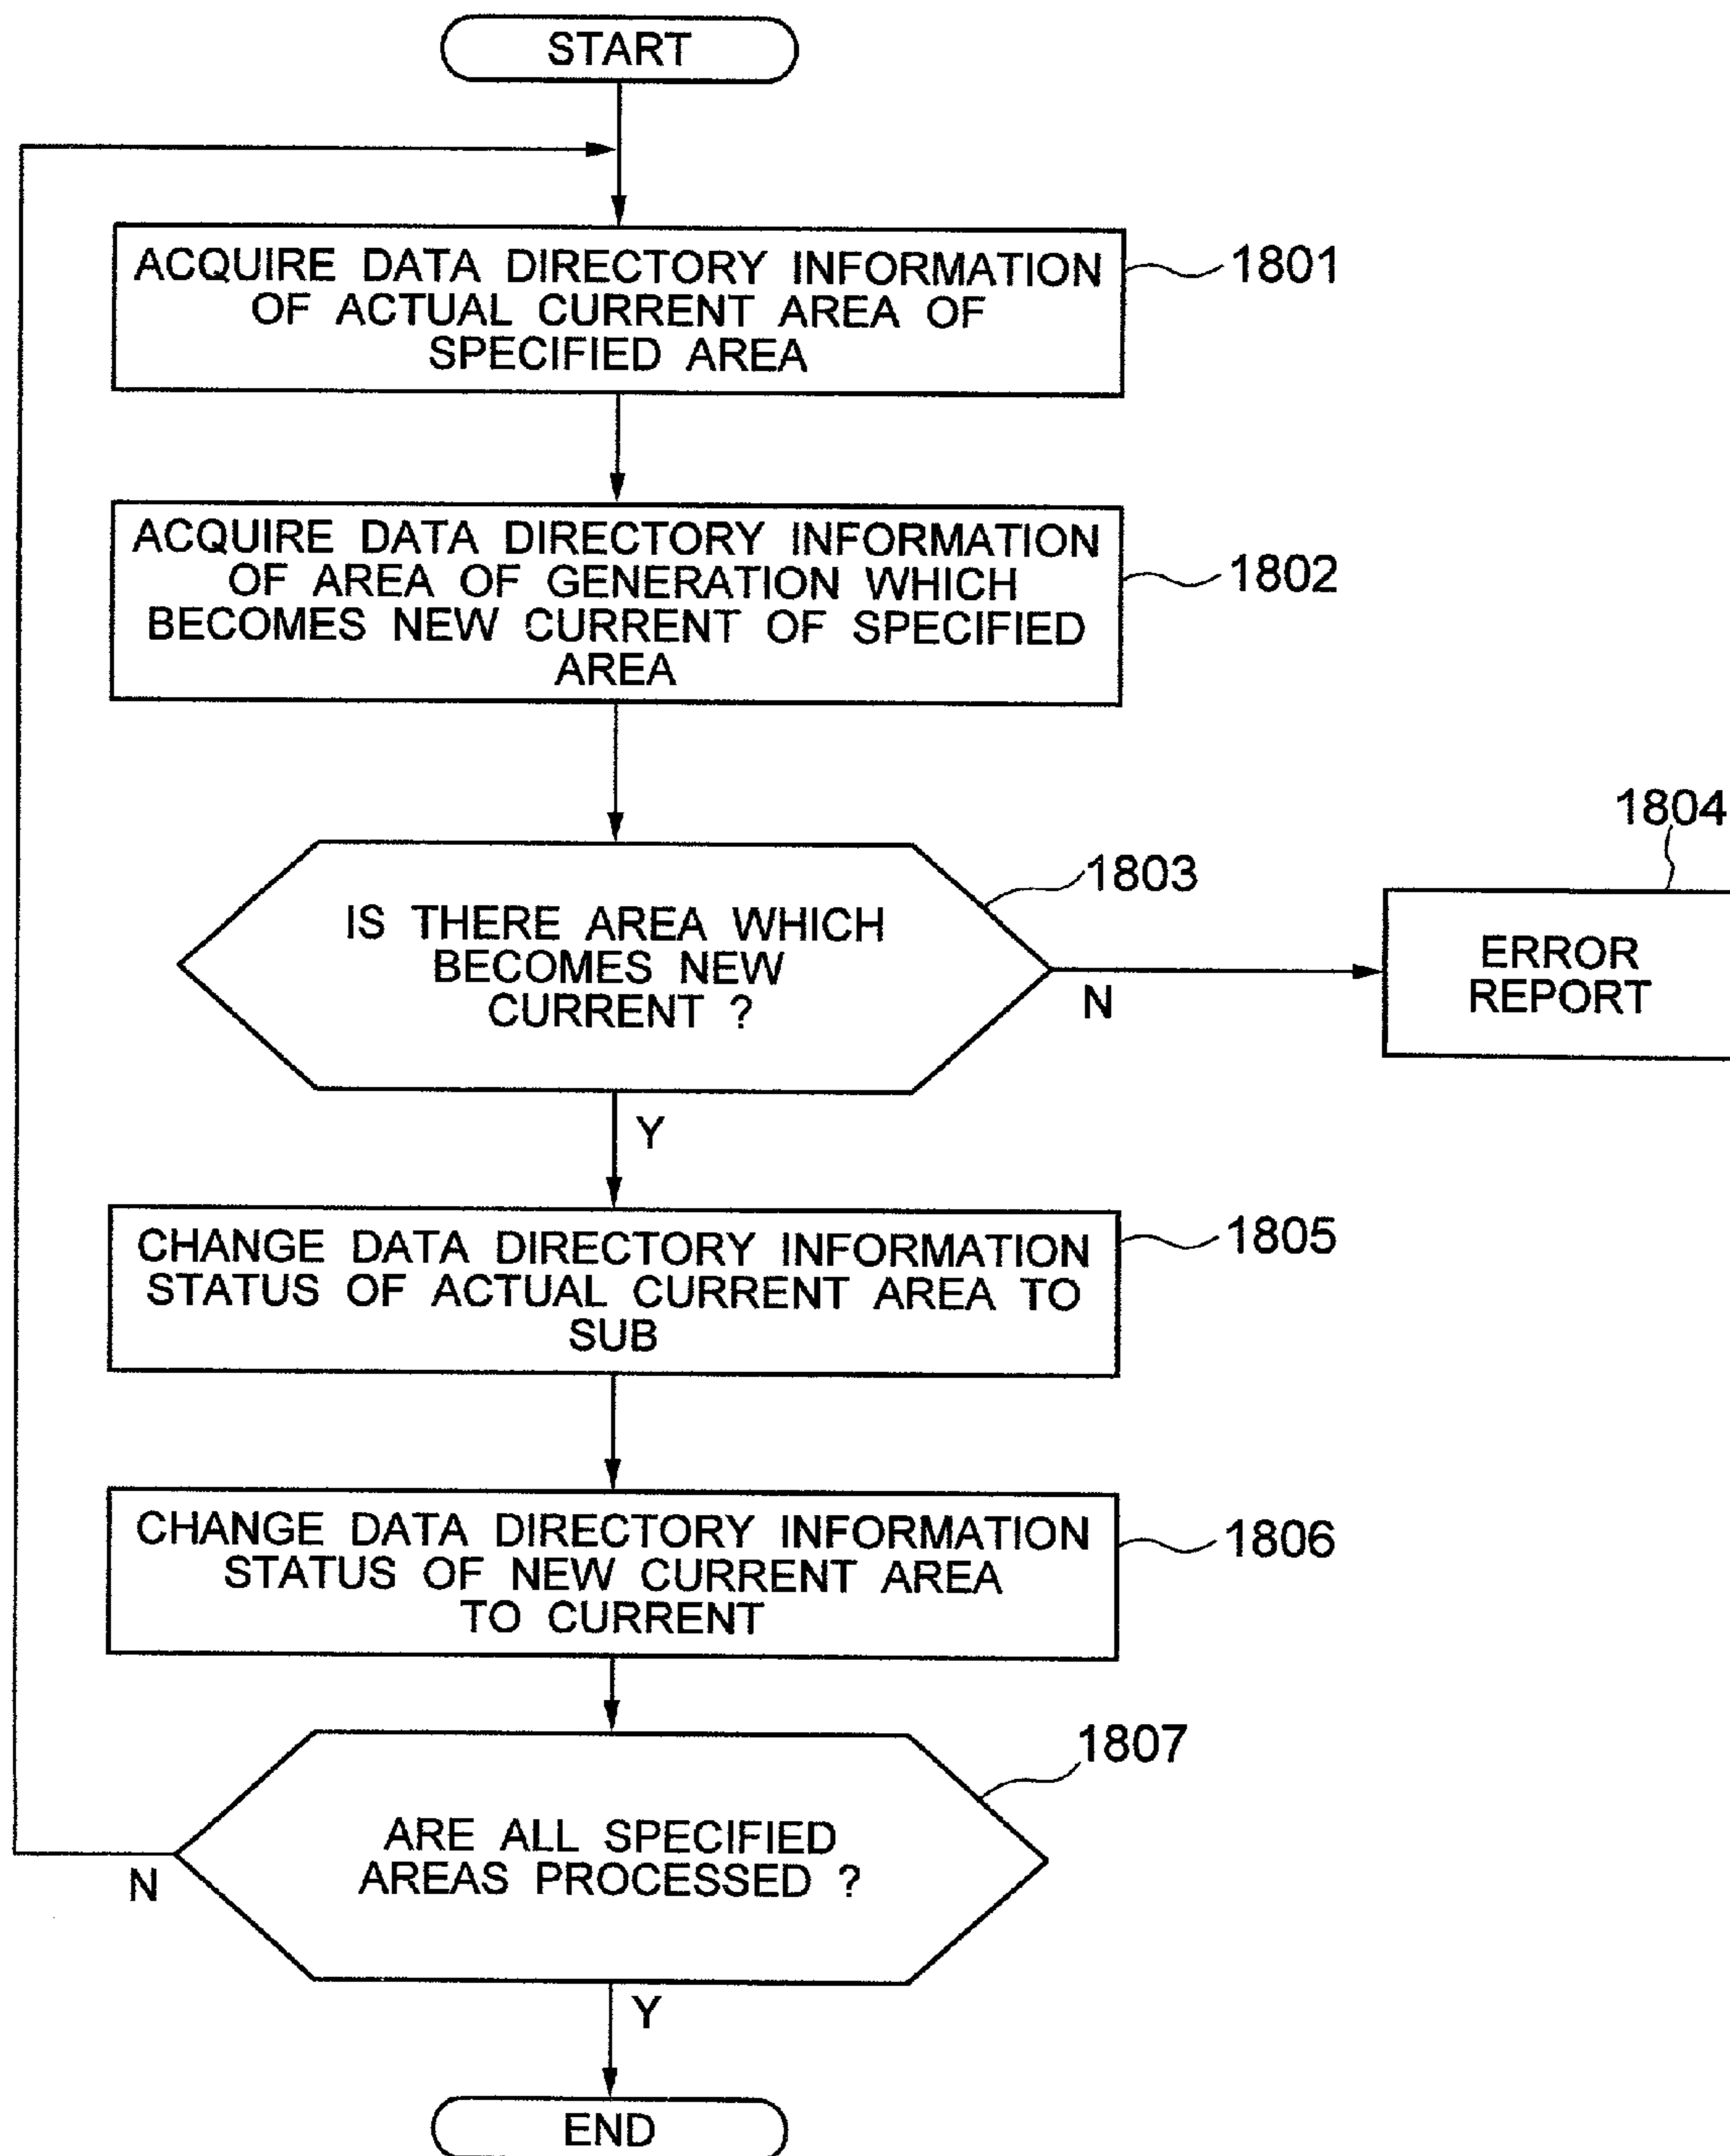 START
ACQUIRE DATA DIRECTORY INFORMATION
OF ACTUAL CURRENT AREA OF
SPECIFIED AREA
1801
ACQUIRE DATA DIRECTORY INFORMATION
OF AREA OF GENERATION WHICH
BECOMES NEW CURRENT OF SPECIFIED
AREA
1802
IS THERE AREA WHICH
BECOMES NEW
CURRENT ?
1803
N
1804
ERROR
REPORT
Y
CHANGE DATA DIRECTORY INFORMATION
STATUS OF ACTUAL CURRENT AREA TO
SUB
1805
CHANGE DATA DIRECTORY INFORMATION
STATUS OF NEW CURRENT AREA
TO CURRENT
1806
ARE ALL SPECIFIED
AREAS PROCESSED ?
1807
N
Y
END